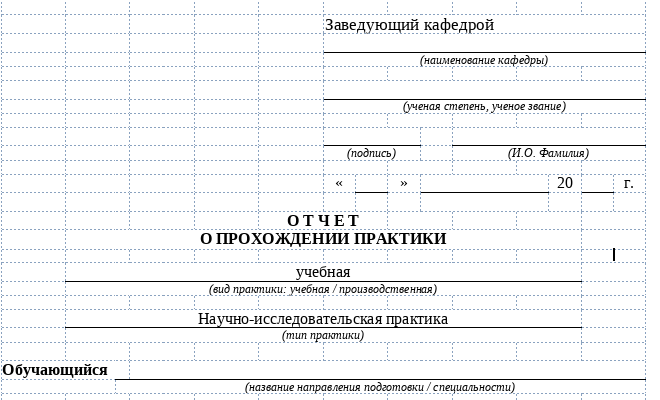 Заведующий кафедрой
(наименование кафедры)
(ученая степень, ученое звание)
(подпись) (И.О. Фамилия)
« » 20 г.
О Т Ч Е Т
О ПРОХОЖДЕНИИ ПРАКТИКИ
учебная
(вид практики: учебная / производственная)
Научно-исследовательская практика
(тип практики)
Обучающийся
(название направления подготовки / специальности)